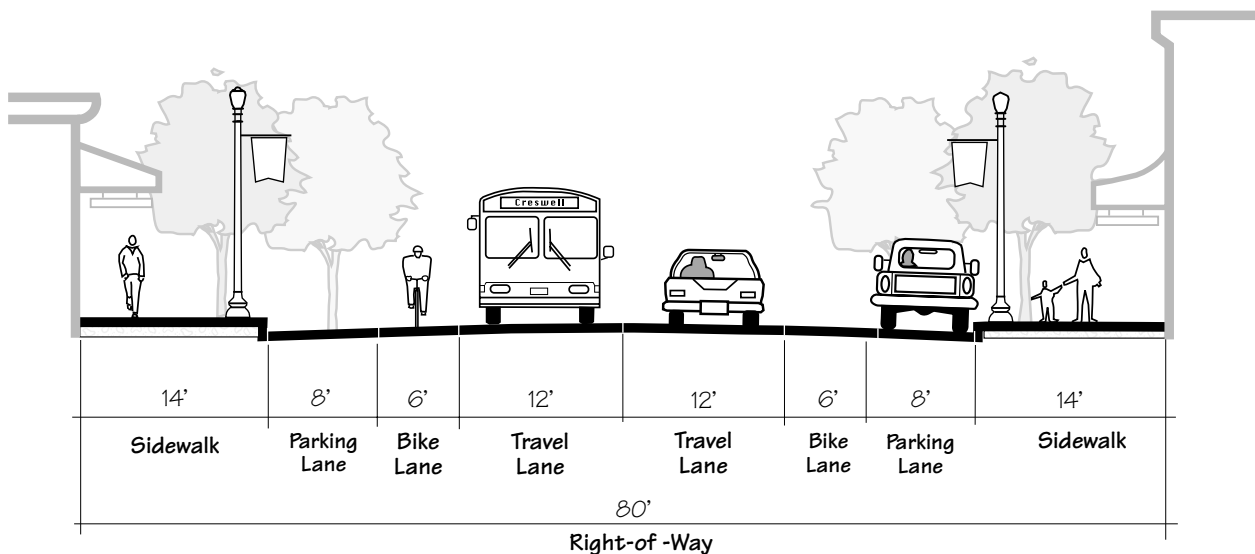 Creswell
14’ 8’ 6’ 12’ 12’ 6’ 8’ 14’
Sidewalk Parking Bike Travel Travel Bike Parking Sidewalk
Lane Lane Lane Lane Lane Lane
80’
Right-of -Way